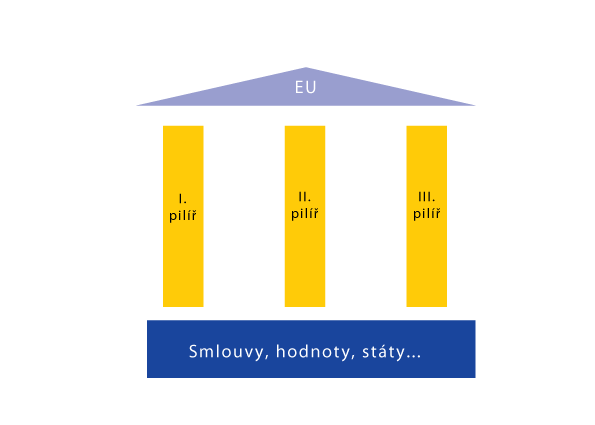 EU
I.
pilíř
II.
pilíř
III.
pilíř
Smlouvy, hodnoty, státy...